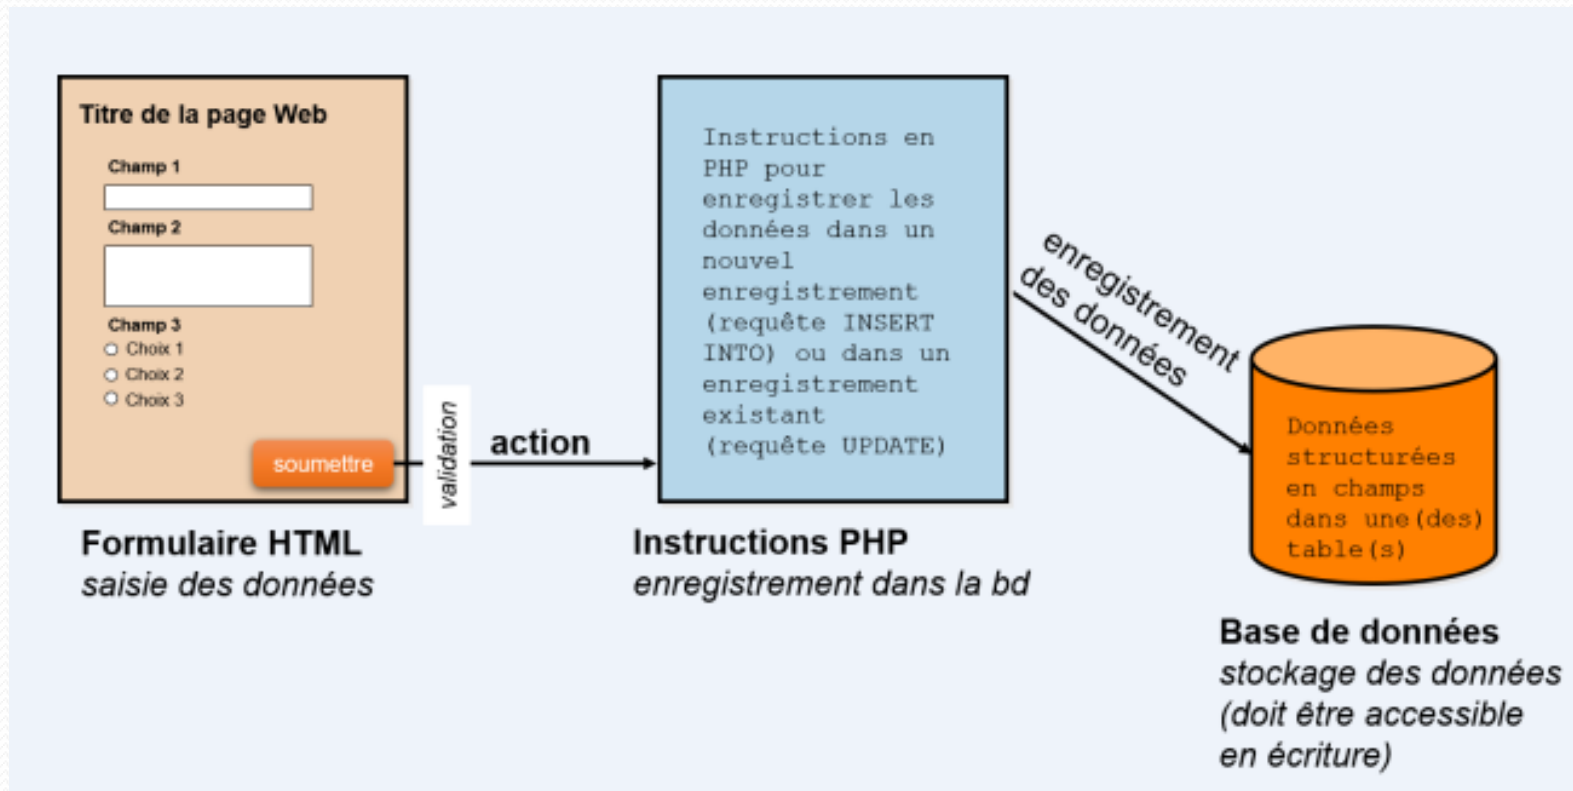 Titre de la page Web
Champ 1
Champ 2
Champ 3
Choix 1
Choix 2
Choix 3
soumettre
Formulaire HTML
saisie des données
validation
action
Instructions en
PHP pour
enregistrer les
données dans un
nouvel
enregistrement
(requête INSERT
INTO) ou dans un
enregistrement
existant
(requête UPDATE)
Instructions PHP
enregistrement dans la bd
enregistrement
des données
Données
structurées
en champs
dans une(des)
table(s)
Base de données
stockage des données
(doit être accessible
en écriture)